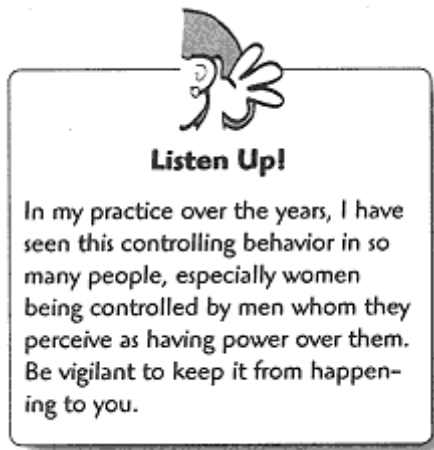 Listen Up!
In my practice over the years, I have
seen this controlling behavior in so
many people, especially women
being controlled by men whom they
perceive as having power over them.
Be vigilant to keep it from happen-
ing to you.